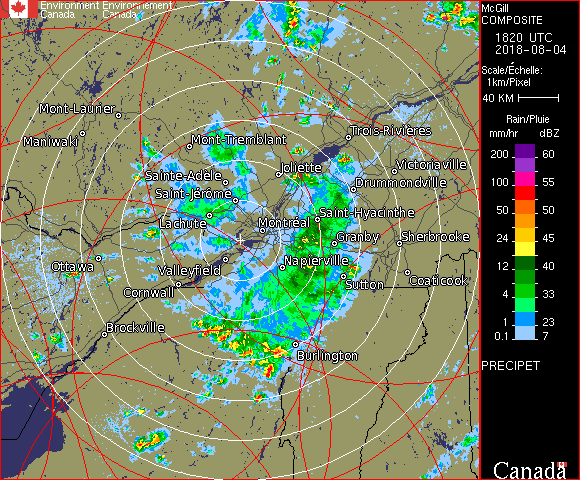 Environment Environnement
Canada Canada
McGill
COMPOSITE
1820 UTC
2018-08-04
Scale/Échelle:
1km/Pixel
40 KM
Rain/Pluie
mm/hr dBZ
200 60
100 55
50 50
24 45
12 40
4 33
1 23
0.1 7
PRECIPET
Canada
Mont-Laurier
Maniwaki
Mont-Tremblant
Trois-Rivières
Joliette
Victoriaville
Sainte-Adèle
Drummondville
Saint-Jérôme
Saint-Hyacinthe
Lachute
Montréal
Granby
Sherbrooke
Ottawa
Valleyfield
Napierville
Cornwall
Sutton
Coaticook
Brockville
Burlington